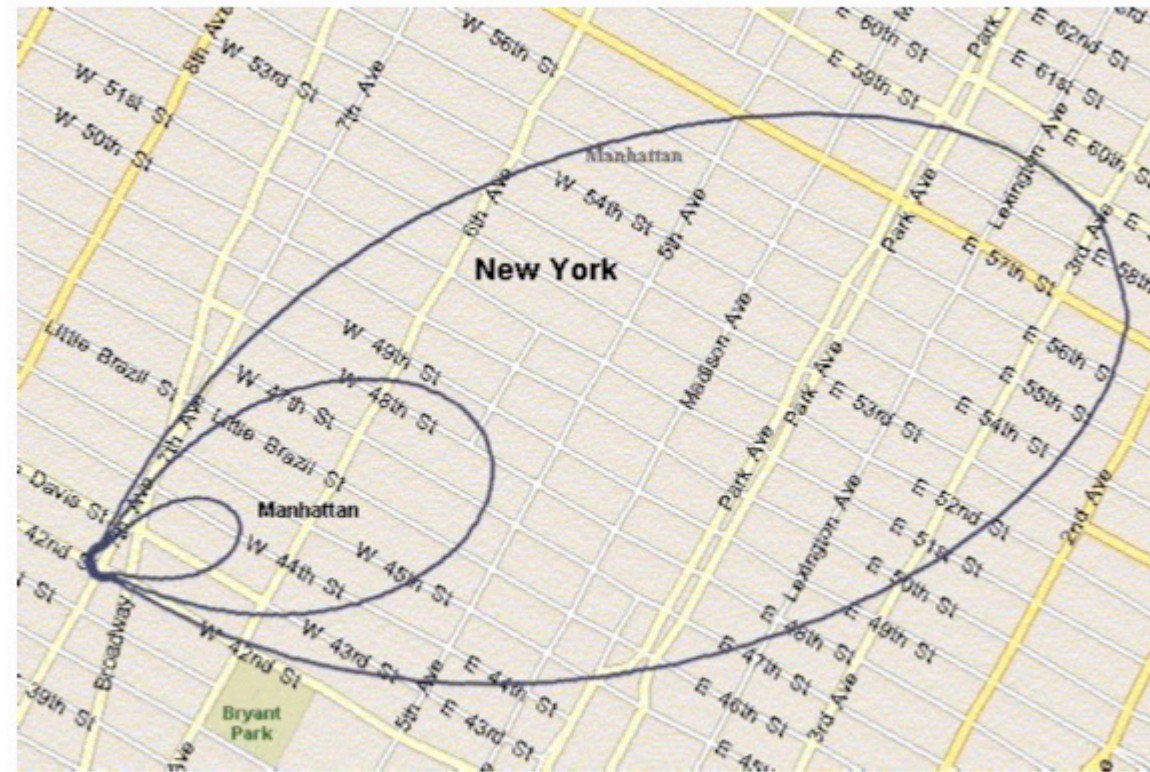 8th Ave
W 53rd St
7th Ave
W 56th St
E 60th St
Park Ave
E 62nd St
E 59th St
E 61st St
W 51st St
W 50th St
Lexington Ave
E 60th St
Manhattan
W 54th St
6th Ave
5th Ave
Park Ave
3rd Ave
E 58th
New York
E 57th St
Little Brazil St
W 49th St
W 47th St
W 48th St
Madison Ave
E 56th St
E 55th St
Park Ave
E 54th St
E 53rd St
7th Ave
Little Brazil St
Park Ave
Davis St
Ave
Manhattan
E 52nd St
2nd Ave
42nd S
W 44th St
W 45th St
Lexington Ave
E 51st St
E 50th St
Broadway
W 42nd St
W 43rd St
E 44th St
E 48th St
E 49th St
E 47th St
39th St
Bryant
Park
5th Ave
E 43rd St
E 46th St
3rd Ave
E 45th
Ave